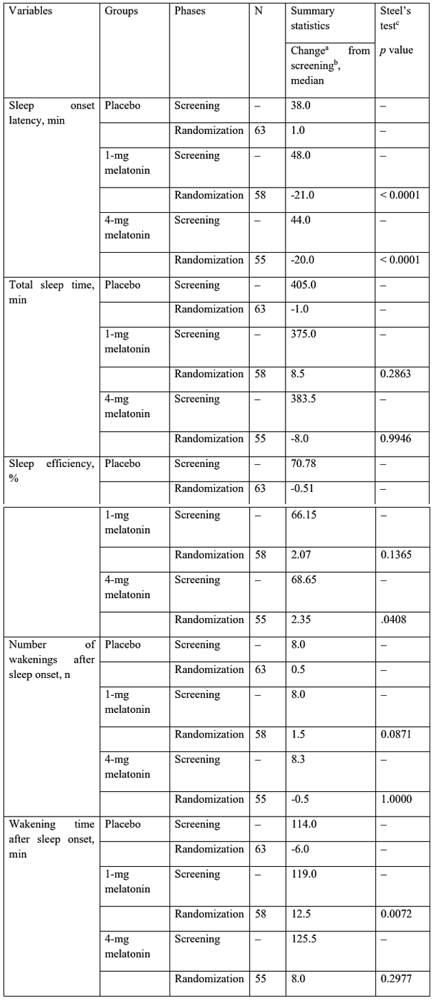 Variables Groups Phases N Summary statistics Steel's testᶜ
Changeᵃ from screeningᵇ, median p value
Sleep onset latency, min Placebo Screening – 38.0 –
Randomization 63 1.0 –
1-mg melatonin Screening – 48.0 –
Randomization 58 -21.0 < 0.0001
4-mg melatonin Screening – 44.0 –
Randomization 55 -20.0 < 0.0001
Total sleep time, min Placebo Screening – 405.0 –
Randomization 63 -1.0 –
1-mg melatonin Screening – 375.0 –
Randomization 58 8.5 0.2863
4-mg melatonin Screening – 383.5 –
Randomization 55 -8.0 0.9946
Sleep efficiency, % Placebo Screening – 70.78 –
Randomization 63 -0.51 –
1-mg melatonin Screening – 66.15 –
Randomization 58 2.07 0.1365
4-mg melatonin Screening – 68.65 –
Randomization 55 2.35 .0408
Number of wakenings after sleep onset, n Placebo Screening – 8.0 –
Randomization 63 0.5 –
1-mg melatonin Screening – 8.0 –
Randomization 58 1.5 0.0871
4-mg melatonin Screening – 8.3 –
Randomization 55 -0.5 1.0000
Wakening time after sleep onset, min Placebo Screening – 114.0 –
Randomization 63 -6.0 –
1-mg melatonin Screening – 119.0 –
Randomization 58 12.5 0.0072
4-mg melatonin Screening – 125.5 –
Randomization 55 8.0 0.2977